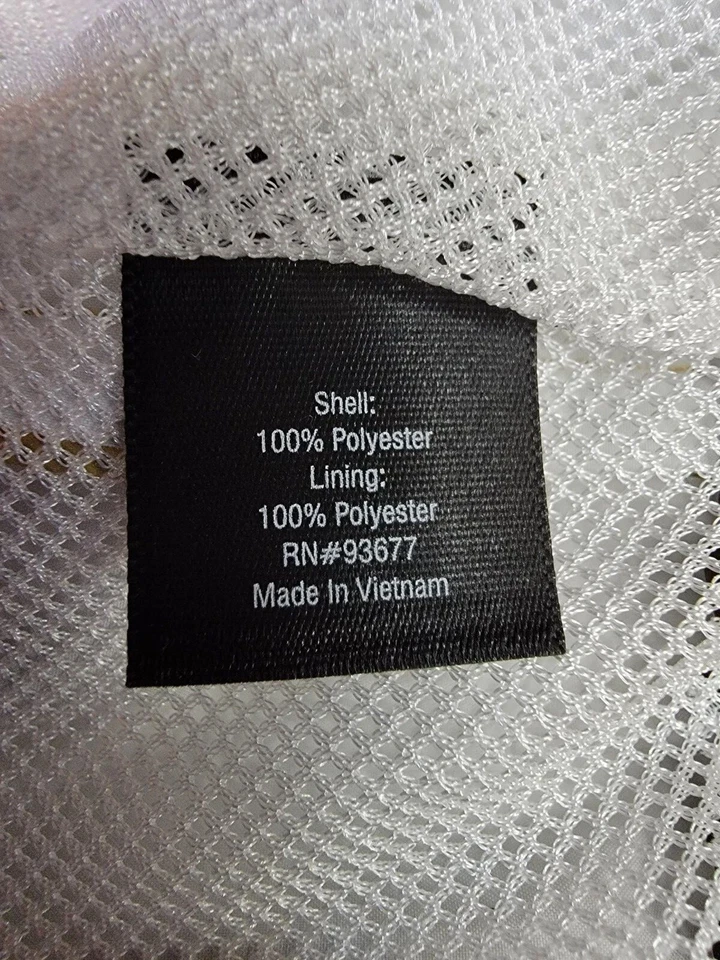 Shell:
100% Polyester
Lining:
100% Polyester
RN#93677
Made In Vietnam